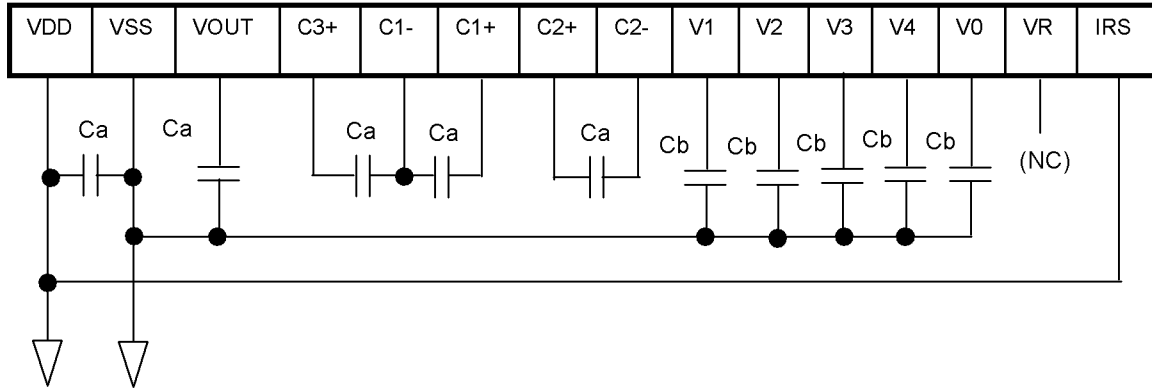 VDD VSS VOUT C3+ C1- C1+ C2+ C2- V1 V2 V3 V4 V0 VR IRS
Ca Ca Ca Ca Ca Cb Cb Cb Cb Cb
(NC)